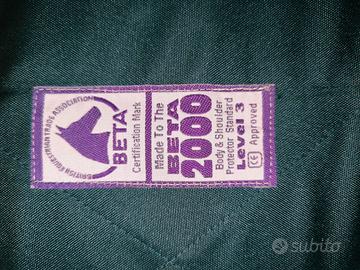 BRITISH EQUESTRIAN TRADE ASSOCIATION
BETA
Certification Mark
Made To The
BETA
2000
Body & Shoulder
Protector Standard
Level 3
CE Approved
subito